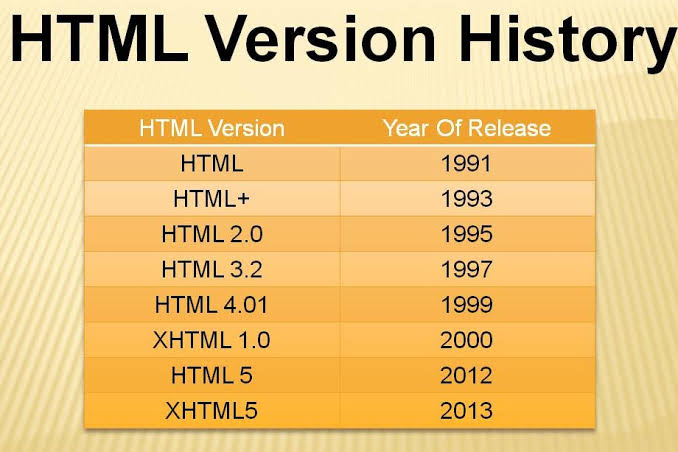 HTML Version History
HTML Version Year Of Release
HTML 1991
HTML+ 1993
HTML 2.0 1995
HTML 3.2 1997
HTML 4.01 1999
XHTML 1.0 2000
HTML 5 2012
XHTML5 2013